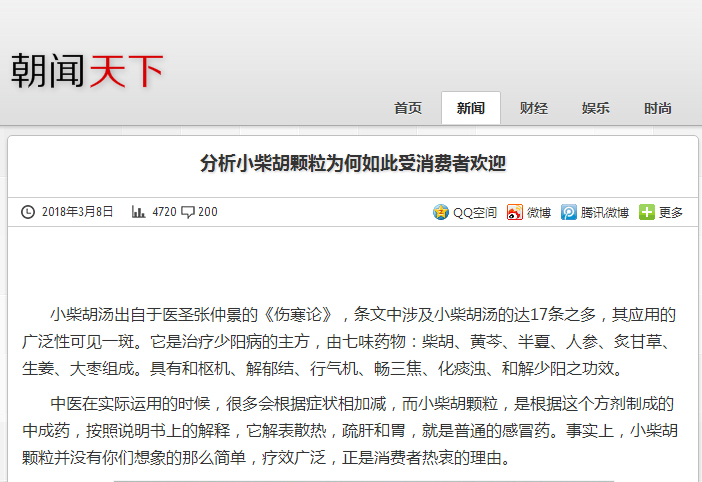 朝闻天下
首页 新闻 财经 娱乐 时尚
分析小柴胡颗粒为何如此受消费者欢迎
2018年3月8日 4720 200 QQ空间 微博 腾讯微博 更多
小柴胡汤出自于医圣张仲景的《伤寒论》，条文中涉及小柴胡汤的达17条之多，其应用的
广泛性可见一斑。它是治疗少阳病的主方，由七味药物：柴胡、黄芩、半夏、人参、炙甘草、
生姜、大枣组成。具有和枢机、解郁结、行气机、畅三焦、化痰浊、和解少阳之功效。
中医在实际运用的时候，很多会根据症状相加减，而小柴胡颗粒，是根据这个方剂制成的
中成药，按照说明书上的解释，它解表散热，疏肝和胃，就是普通的感冒药。事实上，小柴胡
颗粒并没有你们想象的那么简单，疗效广泛，正是消费者热衷的理由。